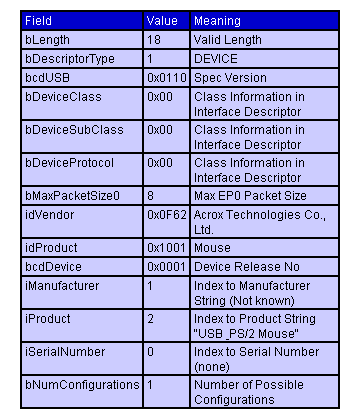 Field Value Meaning
bLength 18 Valid Length
bDescriptorType 1 DEVICE
bcdUSB 0x0110 Spec Version
bDeviceClass 0x00 Class Information in
Interface Descriptor
bDeviceSubClass 0x00 Class Information in
Interface Descriptor
bDeviceProtocol 0x00 Class Information in
Interface Descriptor
bMaxPacketSize0 8 Max EP0 Packet Size
idVendor 0x0F62 Acrox Technologies Co.,
Ltd.
idProduct 0x1001 Mouse
bcdDevice 0x0001 Device Release No
iManufacturer 1 Index to Manufacturer
String (Not known)
iProduct 2 Index to Product String
"USB_PS/2 Mouse"
iSerialNumber 0 Index to Serial Number
(none)
bNumConfigurations 1 Number of Possible
Configurations